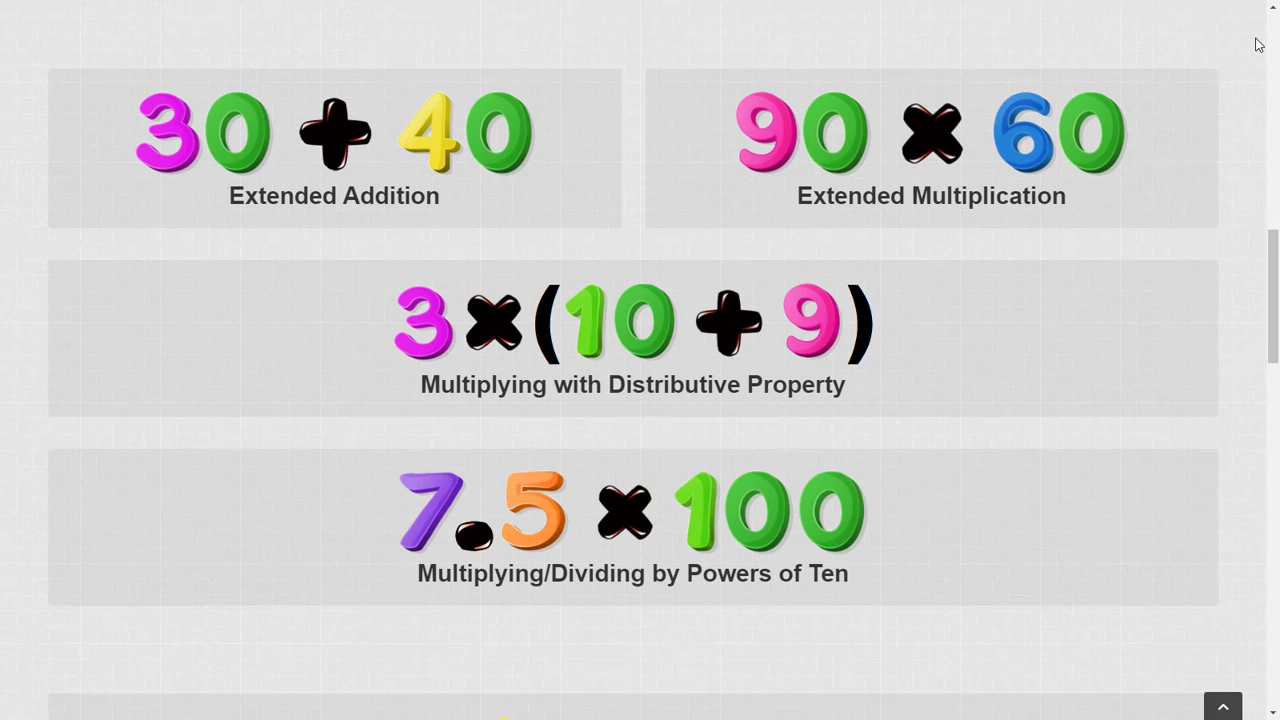 30 + 40
Extended Addition
90 × 60
Extended Multiplication
3×(10 + 9)
Multiplying with Distributive Property
7.5 × 100
Multiplying/Dividing by Powers of Ten